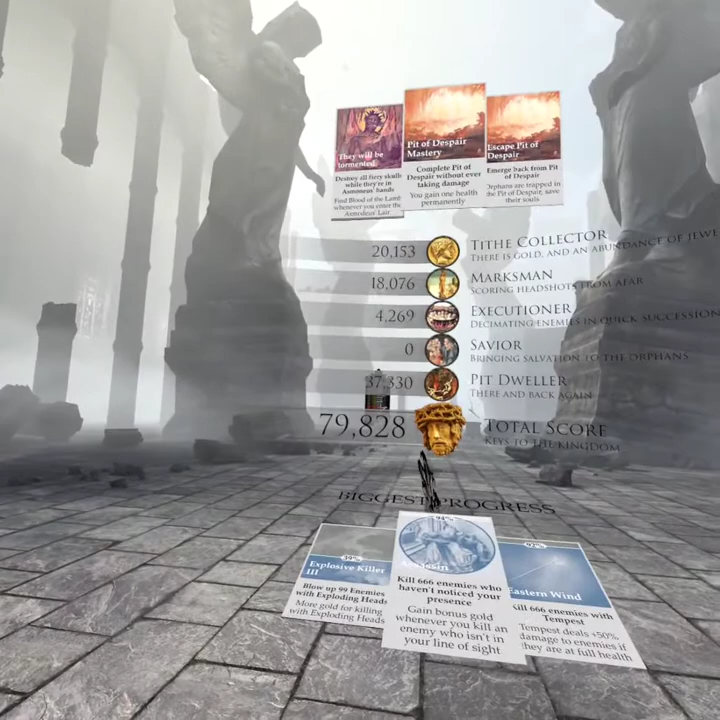 They will be
tormented
Destroy all fiery skulls
while they're in
Asmodeus' hands
Find Blood of the Lamb
whenever you enter the
Asmodeus' Lair
Pit of Despair
Mastery
Complete Pit of
Despair without ever
taking damage
You gain one health
permanently
Escape Pit of
Despair
Emerge back from Pit
of Despair
Orphans are trapped in
the Pit of Despair, save
their souls
20,153 TITHE COLLECTOR
THERE IS GOLD, AND AN ABUNDANCE OF JEWE
18,076 MARKSMAN
SCORING HEADSHOTS FROM AFAR
4,269 EXECUTIONER
DECIMATING ENEMIES IN QUICK SUCCESSION
0 SAVIOR
BRINGING SALVATION TO THE ORPHANS
37,330 PIT DWELLER
THERE AND BACK AGAIN
79,828 TOTAL SCORE
KEYS TO THE KINGDOM
BIGGEST PROGRESS
39%
Explosive Killer
III
Blow up 99 Enemies
with Exploding Heads
More gold for killing
with Exploding Heads
94%
Assassin
Kill 666 enemies who
haven't noticed your
presence
Gain bonus gold
whenever you kill an
enemy who isn't in
your line of sight
92%
Eastern Wind
Kill 666 enemies with
Tempest
Tempest deals +50%
damage to enemies if
they are at full health